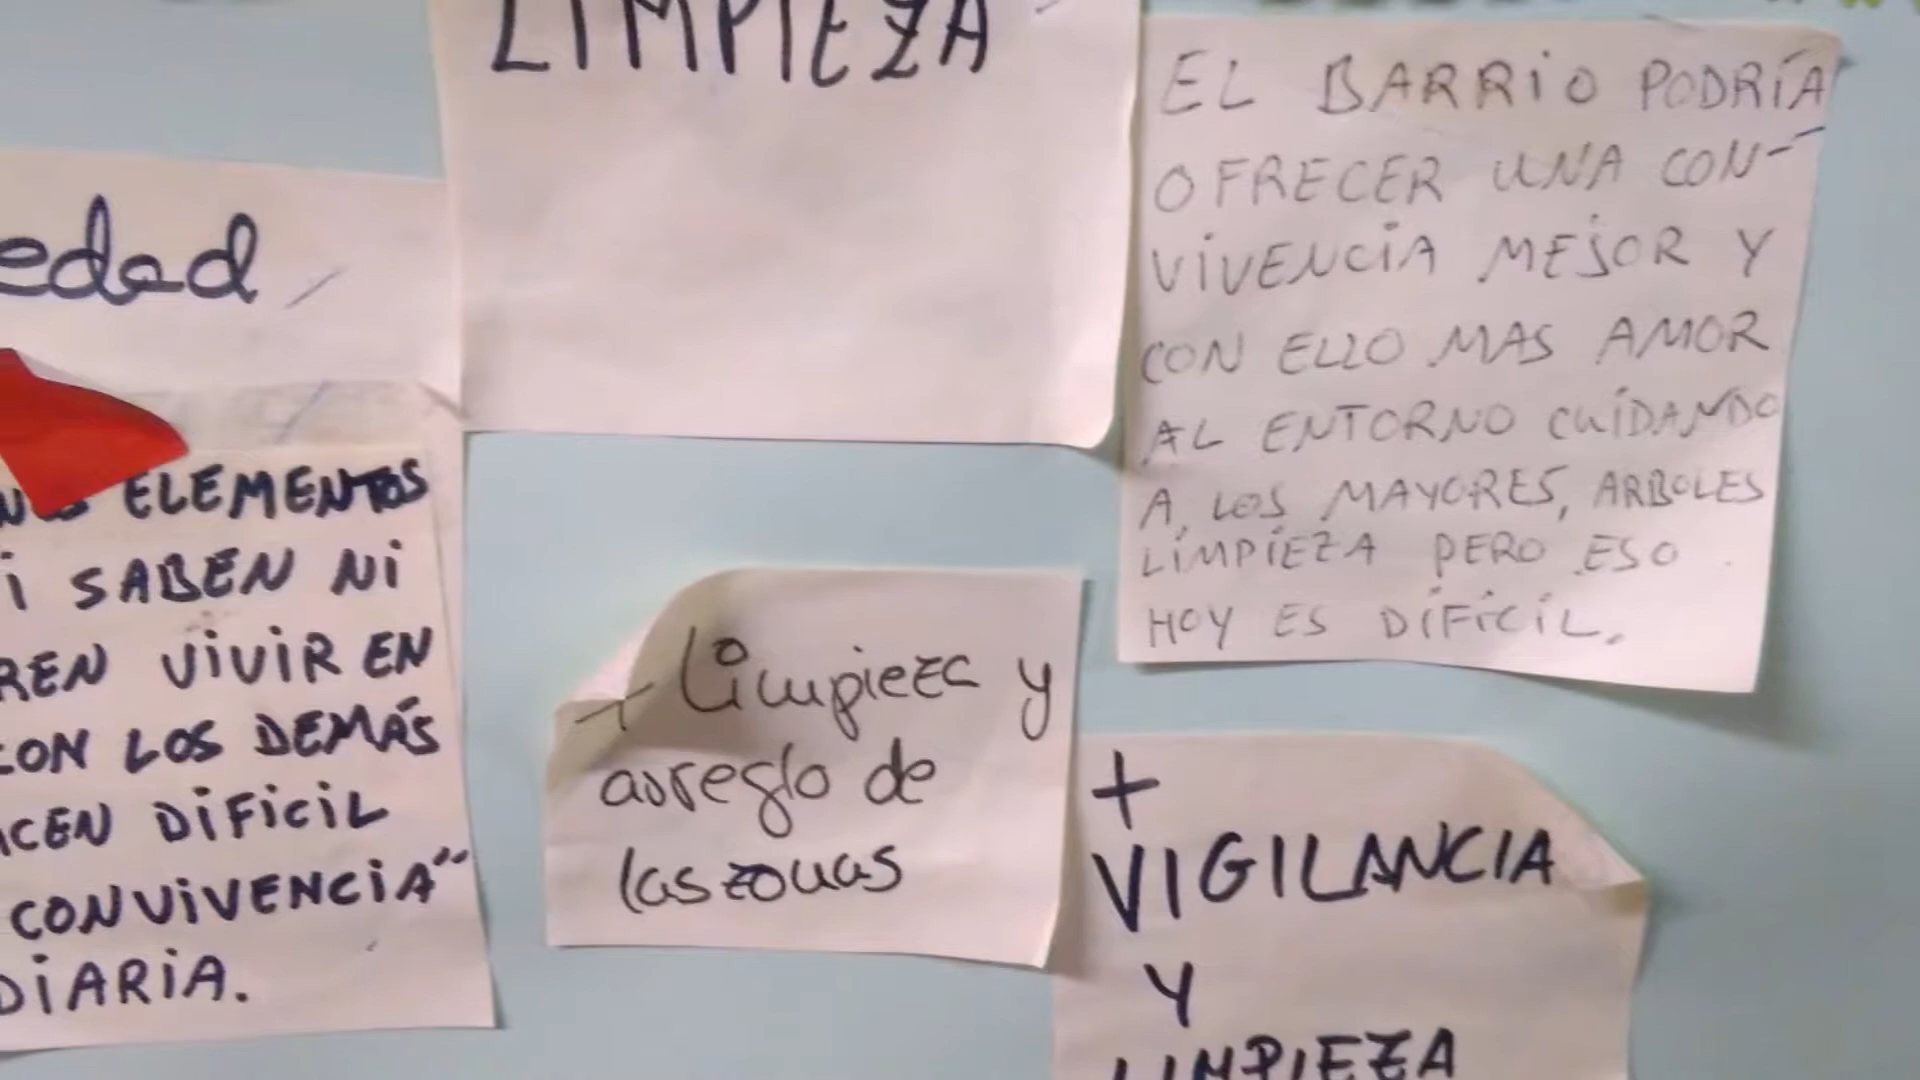 LIMPIEZA
edad
ELEMENTOS
i SABEN NI
REN VIVIR EN
CON LOS DEMÁS
CEN DIFICIL
CONVIVENCIA"
DIARIA.
+ Limpieza y
arreglo de
las zonas
EL BARRIO PODRÍA
OFRECER UNA CON-
VIVENCIA MEJOR Y
CON ELLO MAS AMOR
AL ENTORNO CUIDANDO
A LOS MAYORES, ARBOLES
LIMPIEZA PERO ESO
HOY ES DIFICIL.
+
VIGILANCIA
Y
LIMPIEZA